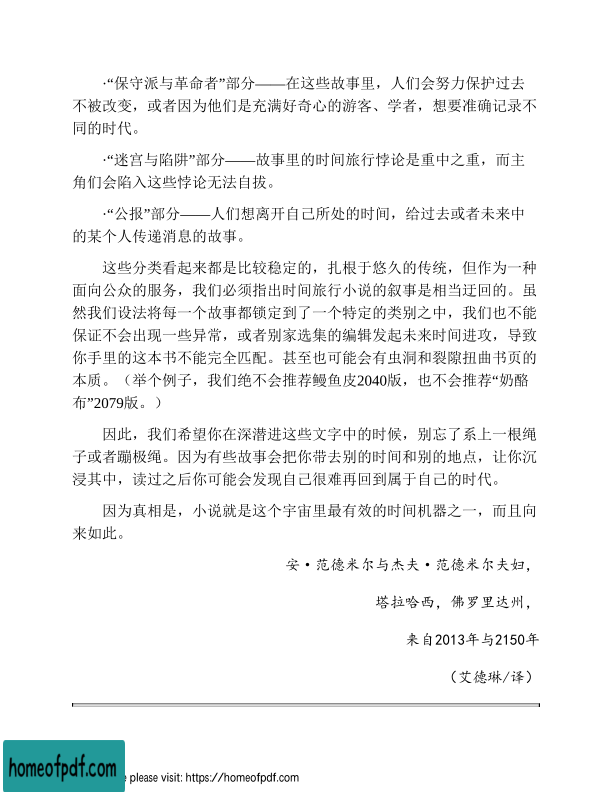 ·“保守派与革命者”部分——在这些故事里，人们会努力保护过去
不被改变，或者因为他们是充满好奇心的游客、学者，想要准确记录不
同的时代。
·“迷宫与陷阱”部分——故事里的时间旅行悖论是重中之重，而主
角们会陷入这些悖论无法自拔。
·“公报”部分——人们想离开自己所处的时间，给过去或者未来中
的某个人传递消息的故事。
这些分类看起来都是比较稳定的，扎根于悠久的传统，但作为一种
面向公众的服务，我们必须指出时间旅行小说的叙事是相当迂回的。虽
然我们设法将每一个故事都锁定到了一个特定的类别之中，我们也不能
保证不会出现一些异常，或者别家选集的编辑发起未来时间进攻，导致
你手里的这本书不能完全匹配。甚至也可能会有虫洞和裂隙扭曲书页的
本质。（举个例子，我们绝不会推荐鳗鱼皮2040版，也不会推荐“奶酪
布”2079版。）
因此，我们希望你在深潜进这些文字中的时候，别忘了系上一根绳
子或者蹦极绳。因为有些故事会把你带去别的时间和别的地点，让你沉
浸其中，读过之后你可能会发现自己很难再回到属于自己的时代。
因为真相是，小说就是这个宇宙里最有效的时间机器之一，而且向
来如此。
安·范德米尔与杰夫·范德米尔夫妇，
塔拉哈西，佛罗里达州，
来自2013年与2150年
（艾德琳/译）
homeofpdf.com
please visit: https://homeofpdf.com